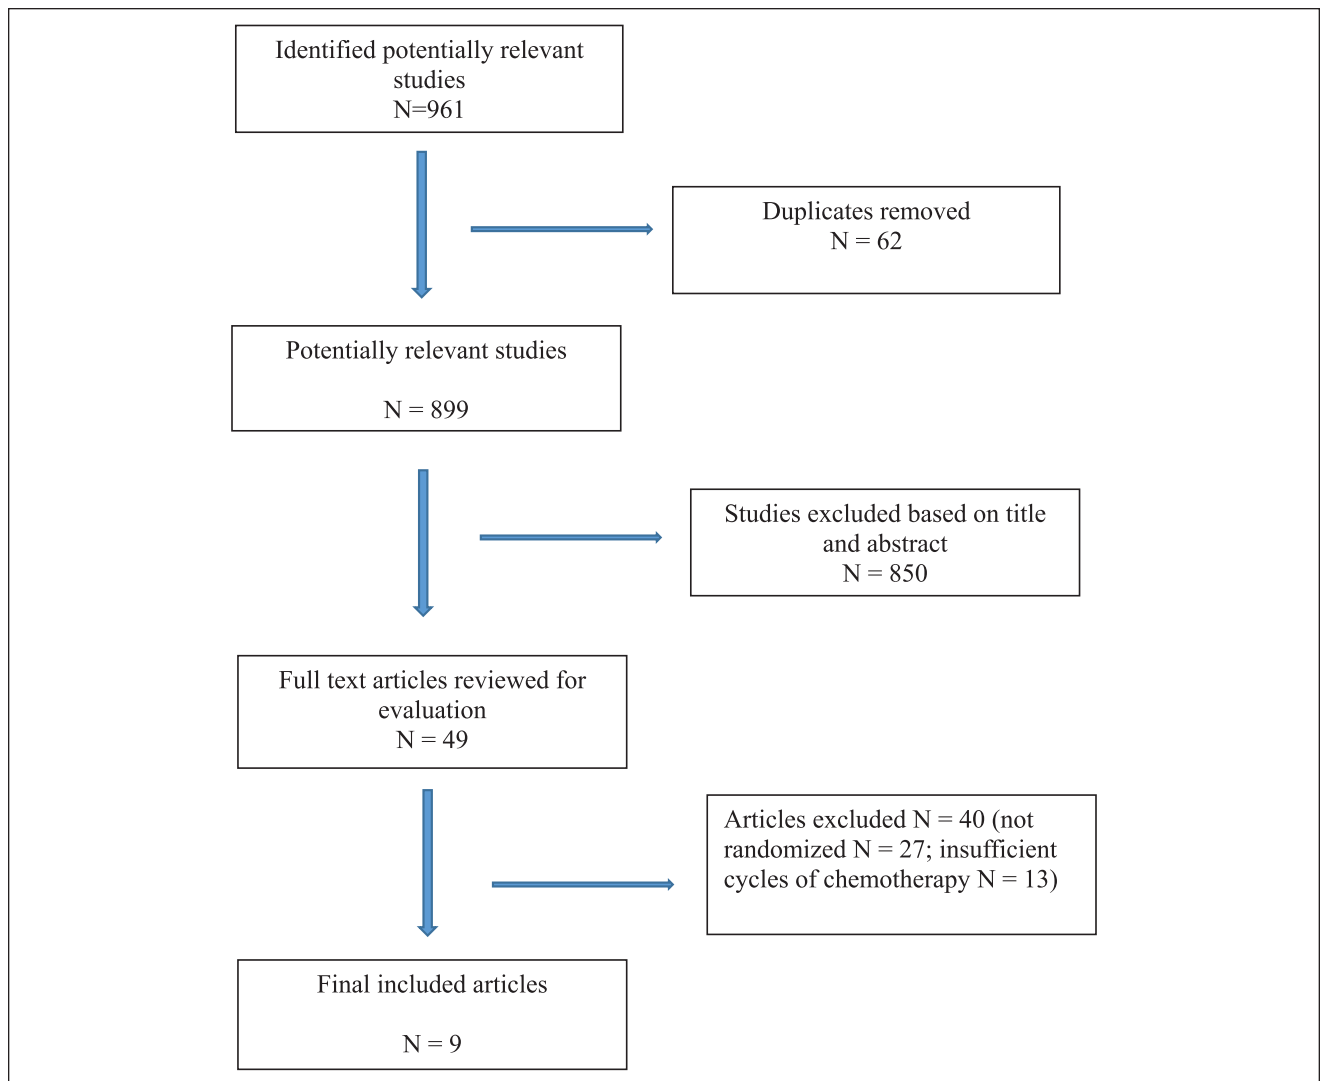 Identified potentially relevant
studies
N=961
Duplicates removed
N = 62
Potentially relevant studies
N = 899
Studies excluded based on title
and abstract
N = 850
Full text articles reviewed for
evaluation
N = 49
Articles excluded N = 40 (not
randomized N = 27; insufficient
cycles of chemotherapy N = 13)
Final included articles
N = 9